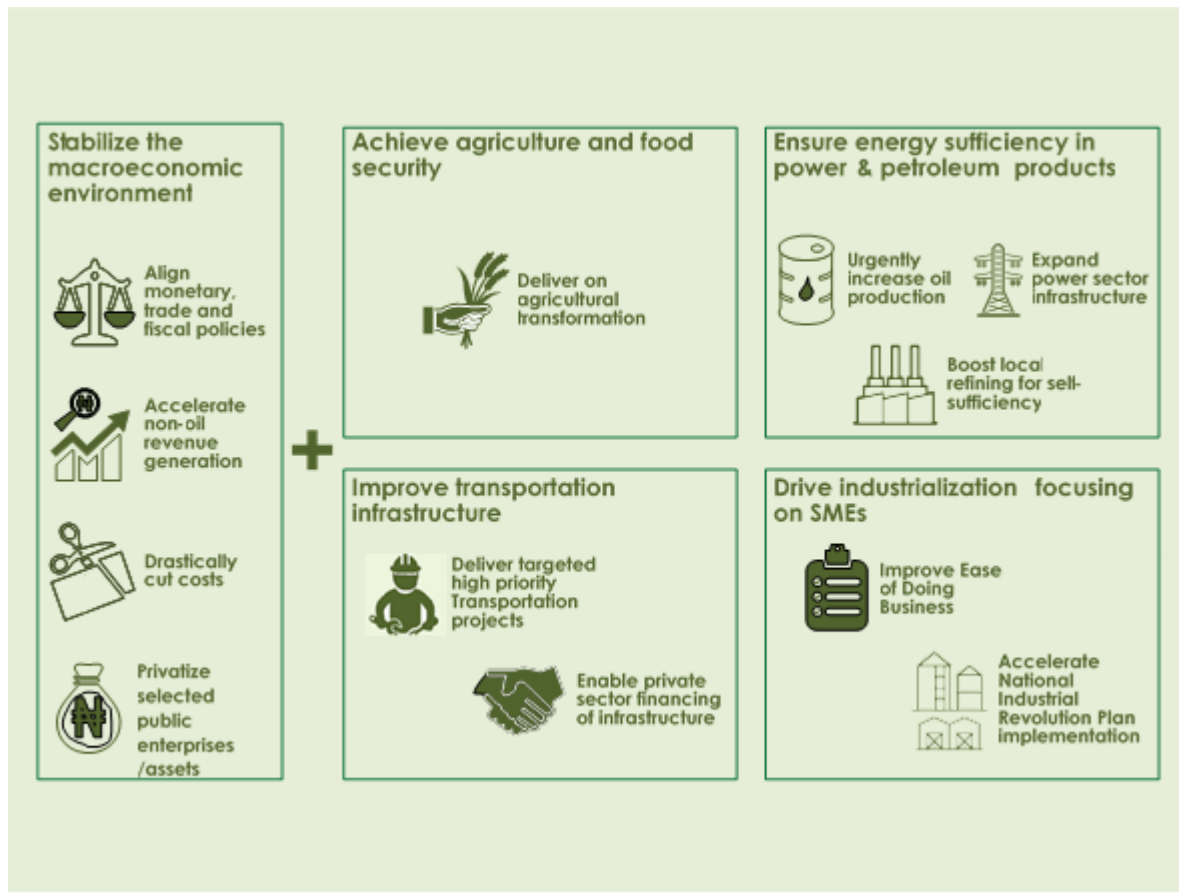 Stabilize the
macroeconomic
environment
Align
monetary,
trade and
fiscal policies
Accelerate
non-oil
revenue
generation
Drastically
cut costs
Privatize
selected
public
enterprises
/assets
+
Achieve agriculture and food
security
Deliver on
agricultural
transformation
Ensure energy sufficiency in
power & petroleum products
Urgently
increase oil
production
Expand
power sector
infrastructure
Boost local
refining for self-
sufficiency
Improve transportation
infrastructure
Deliver targeted
high priority
Transportation
projects
Enable private
sector financing
of infrastructure
Drive industrialization focusing
on SMEs
Improve Ease
of Doing
Business
Accelerate
National
Industrial
Revolution Plan
implementation